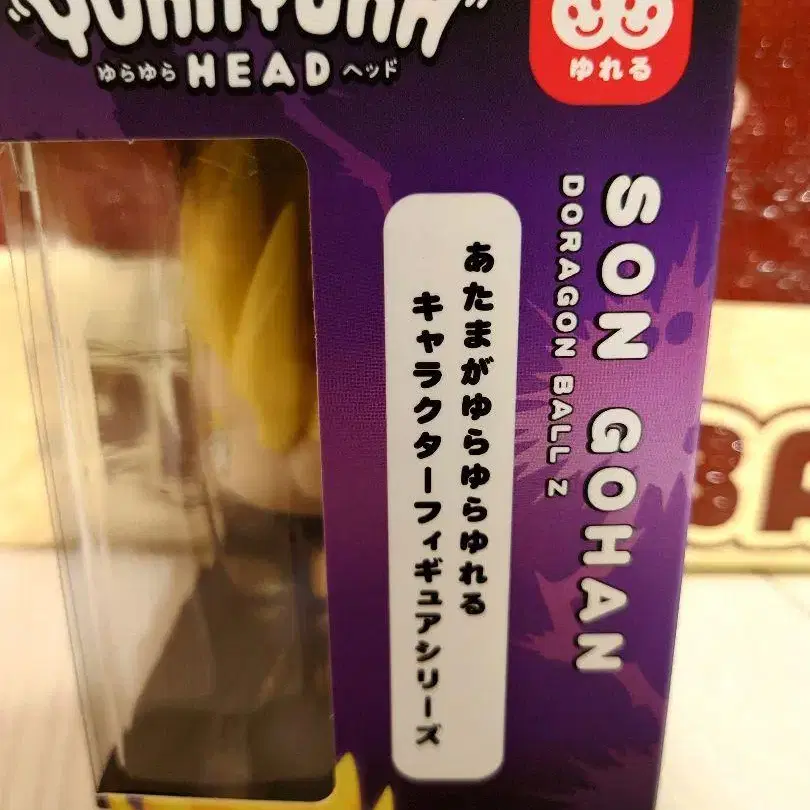 "YURAYURA"
ゆらゆら HEAD ヘッド
ゆれる
SON GOHAN
DORAGON BALL Z
あたまがゆらゆらゆれる
キャラクターフィギュアシリーズ
BA